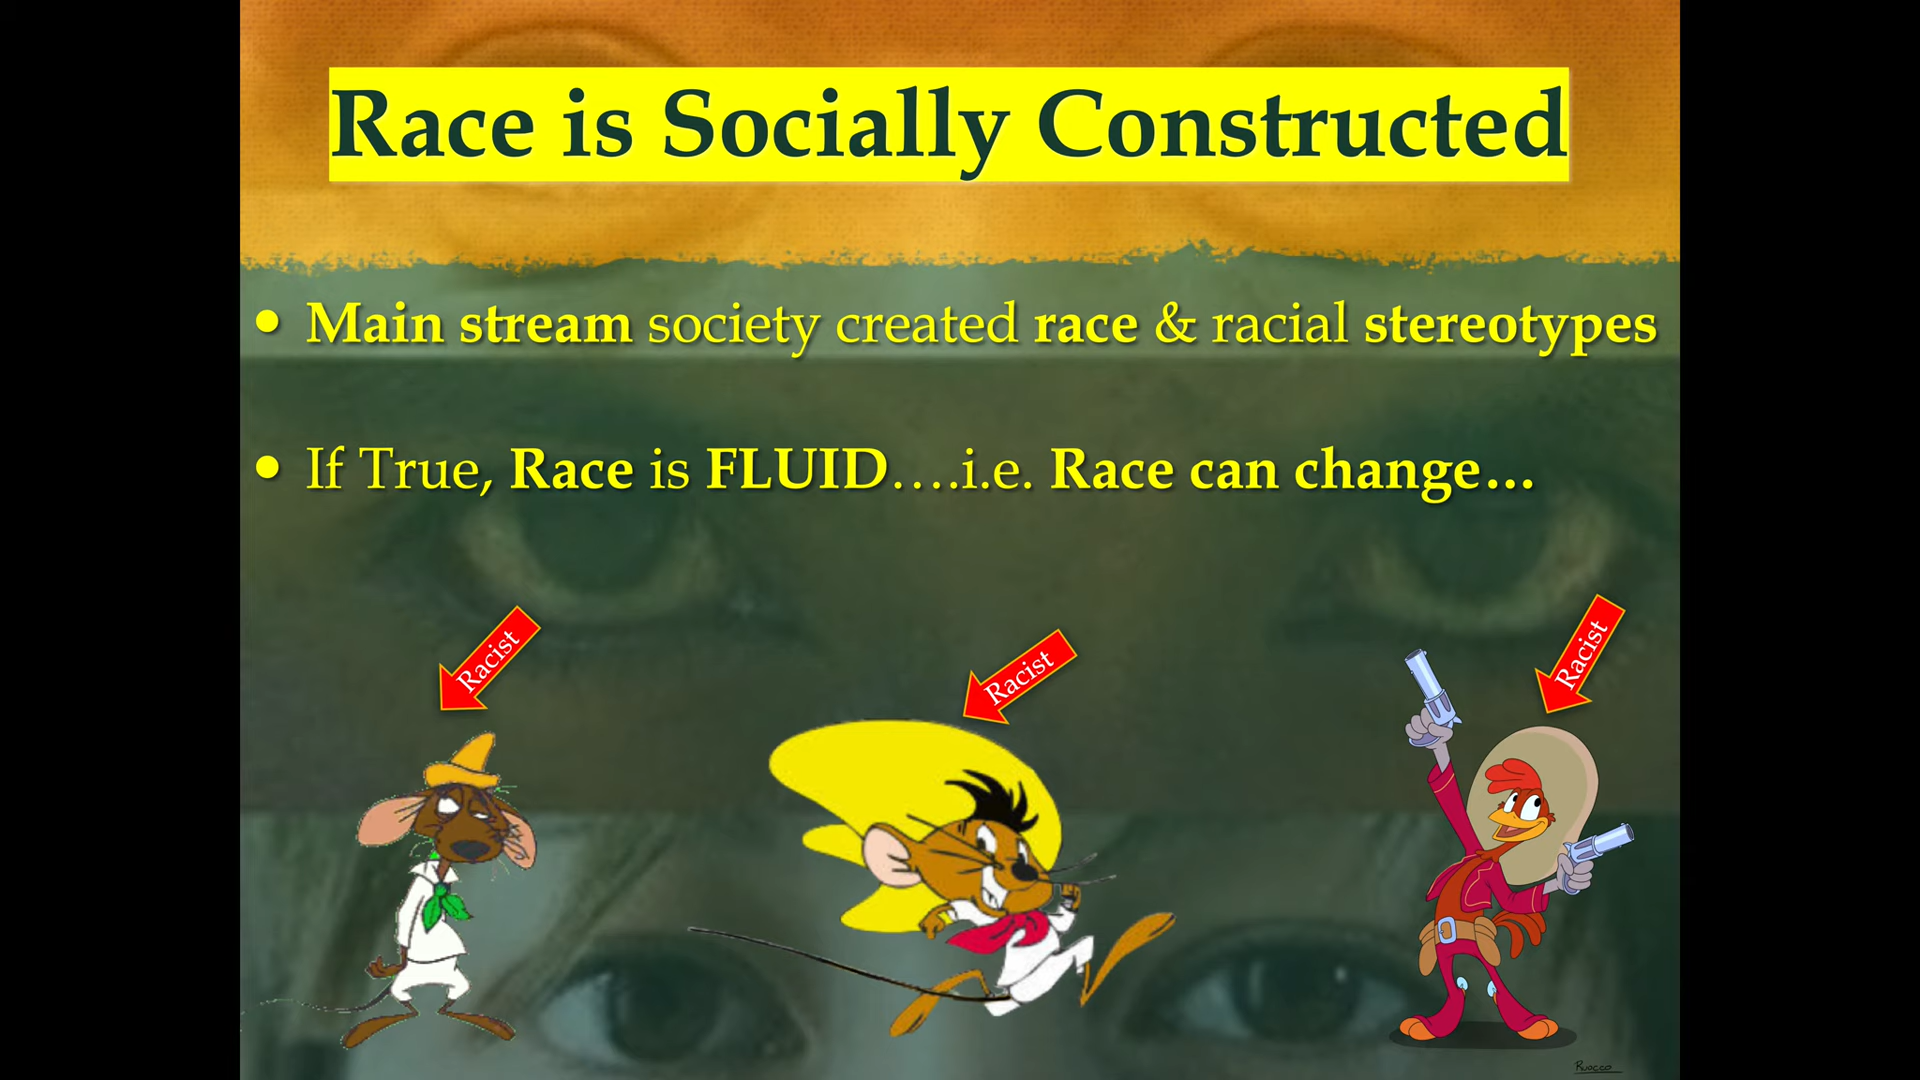 Race is Socially Constructed
• Main stream society created race & racial stereotypes
• If True, Race is FLUID….i.e. Race can change…
Racist
Racist
Racist
Ruocco